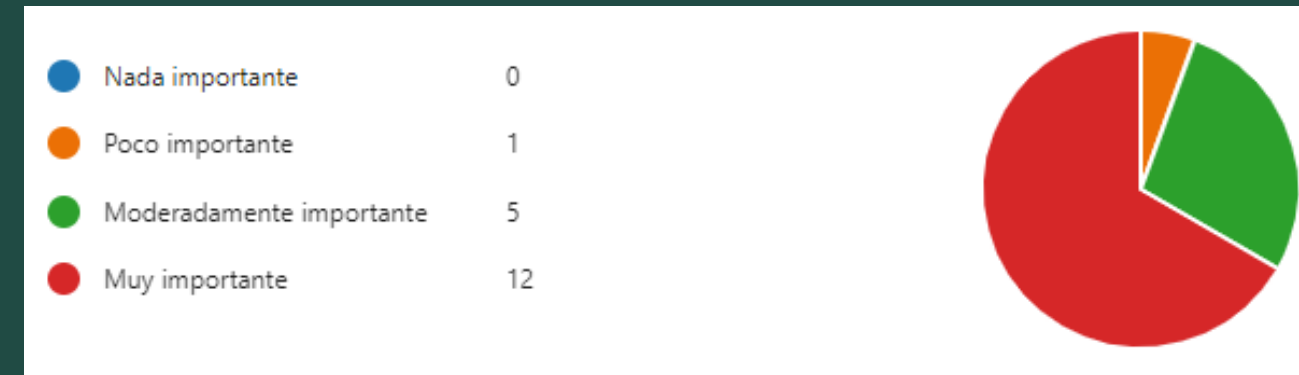 Nada importante 0
Poco importante 1
Moderadamente importante 5
Muy importante 12